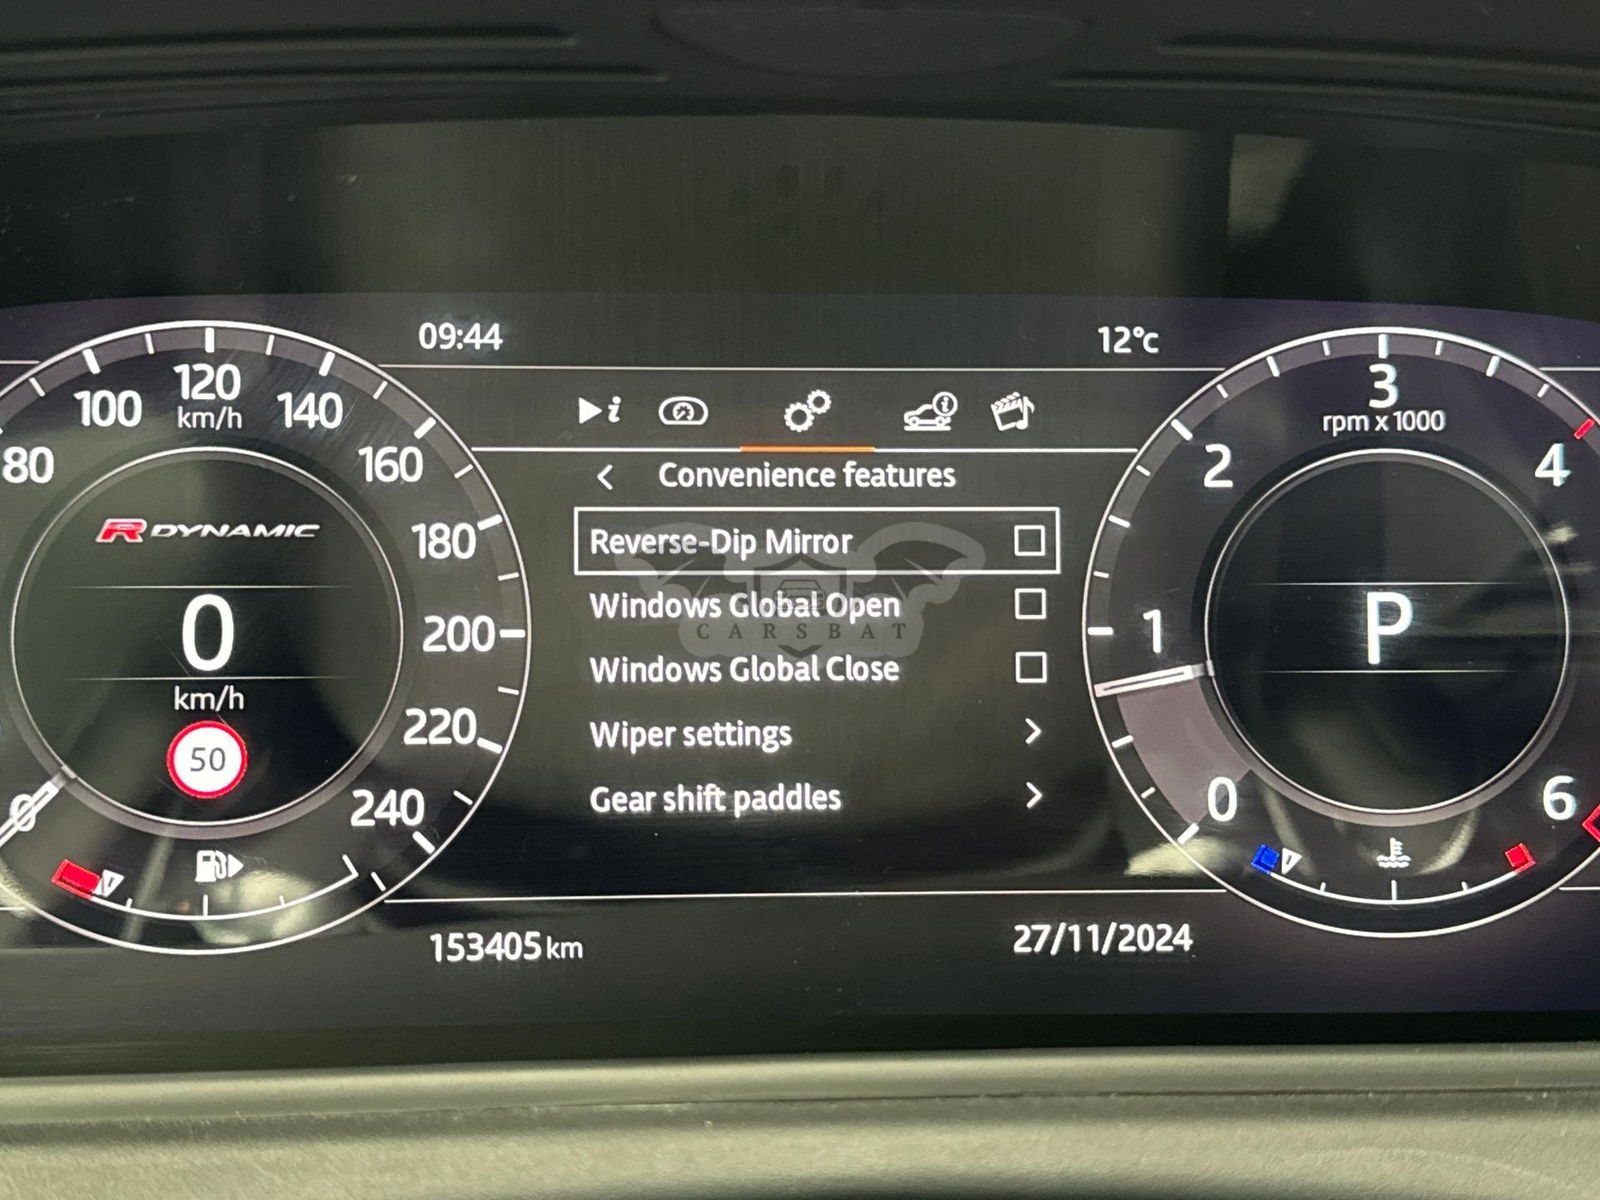 09:44
12°c
80
100
120
km/h
140
160
180
200
220
240
0
R DYNAMIC
0
km/h
50
Convenience features
Reverse-Dip Mirror
Windows Global Open
CARSBAT
Windows Global Close
Wiper settings
Gear shift paddles
3
rpm x 1000
2
4
1
P
0
6
153405 km
27/11/2024